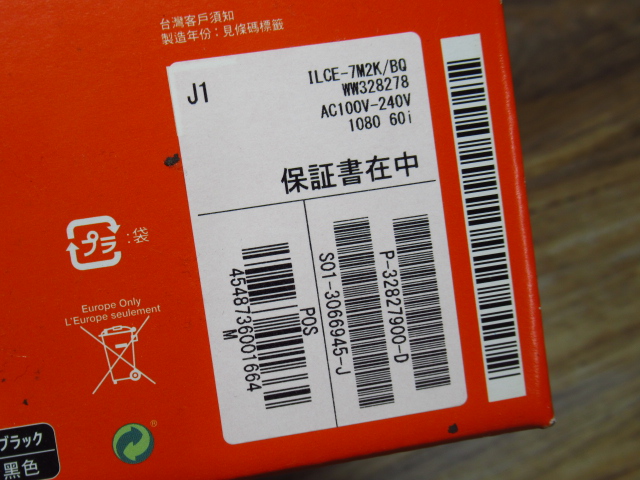 台灣客戶須知
製造年份:見條碼標籤
J1
ILCE-7M2K/BQ
WW328278
AC100V-240V
1080 60i
保証書在中
プラ
:袋
Europe Only
L'Europe seulement
POS
4548736001664
M
S01-3066945-J
P-32827900-D
ブラック
黒色